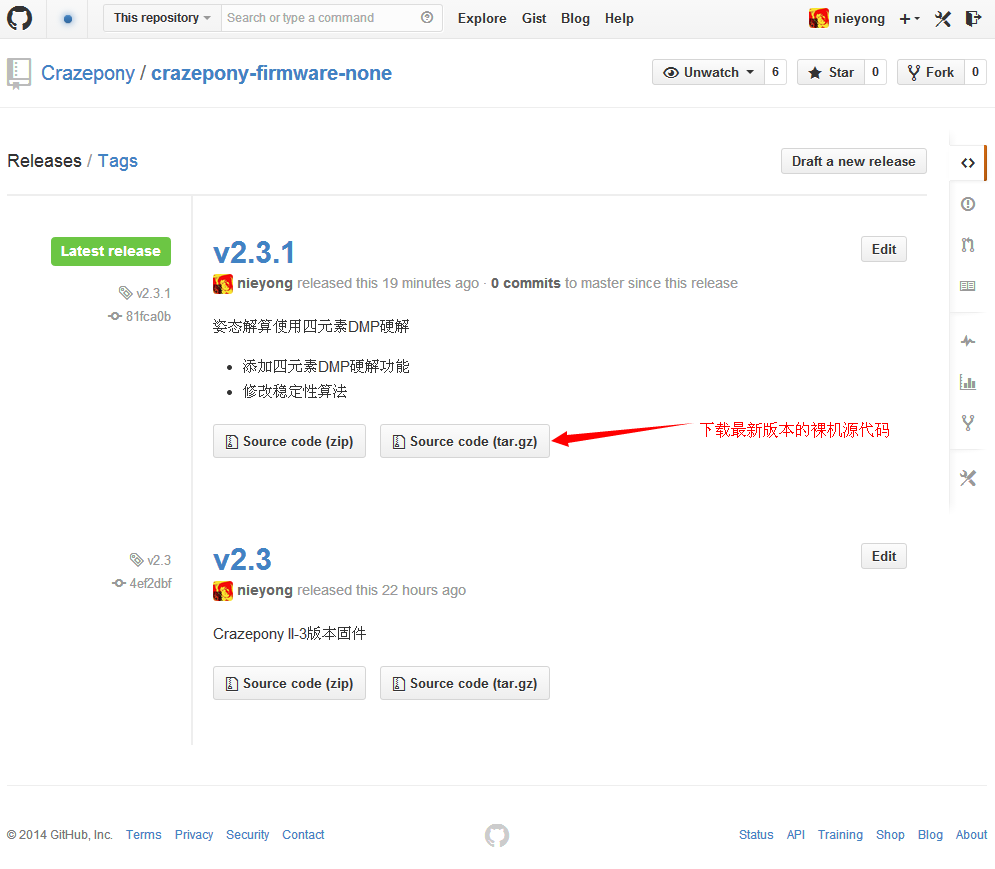 This repository Search or type a command Explore Gist Blog Help nieyong
Crazepony / crazepony-firmware-none Unwatch 6 Star 0 Fork 0
Releases / Tags Draft a new release
Latest release
v2.3.1
81fca0b
v2.3.1 Edit
nieyong released this 19 minutes ago · 0 commits to master since this release
姿态解算使用四元素DMP硬解
• 添加四元素DMP硬解功能
• 修改稳定性算法
Source code (zip) Source code (tar.gz) 下载最新版本的裸机源代码
v2.3
4ef2dbf
v2.3 Edit
nieyong released this 22 hours ago
Crazepony II-3版本固件
Source code (zip) Source code (tar.gz)
© 2014 GitHub, Inc. Terms Privacy Security Contact Status API Training Shop Blog About